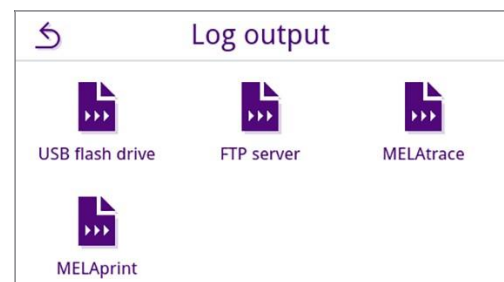 Log output
USB flash drive
FTP server
MELAtrace
MELAprint